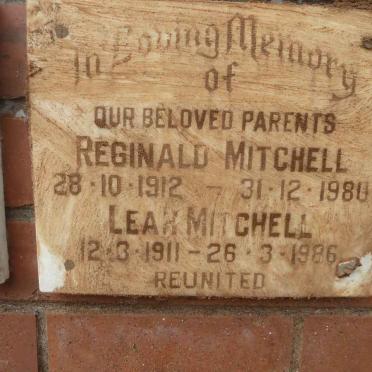 In Loving Memory
of
OUR BELOVED PARENTS
REGINALD MITCHELL
28·10·1912 – 31·12·1980
LEAH MITCHELL
12·3·1911 – 26·3·1986
REUNITED